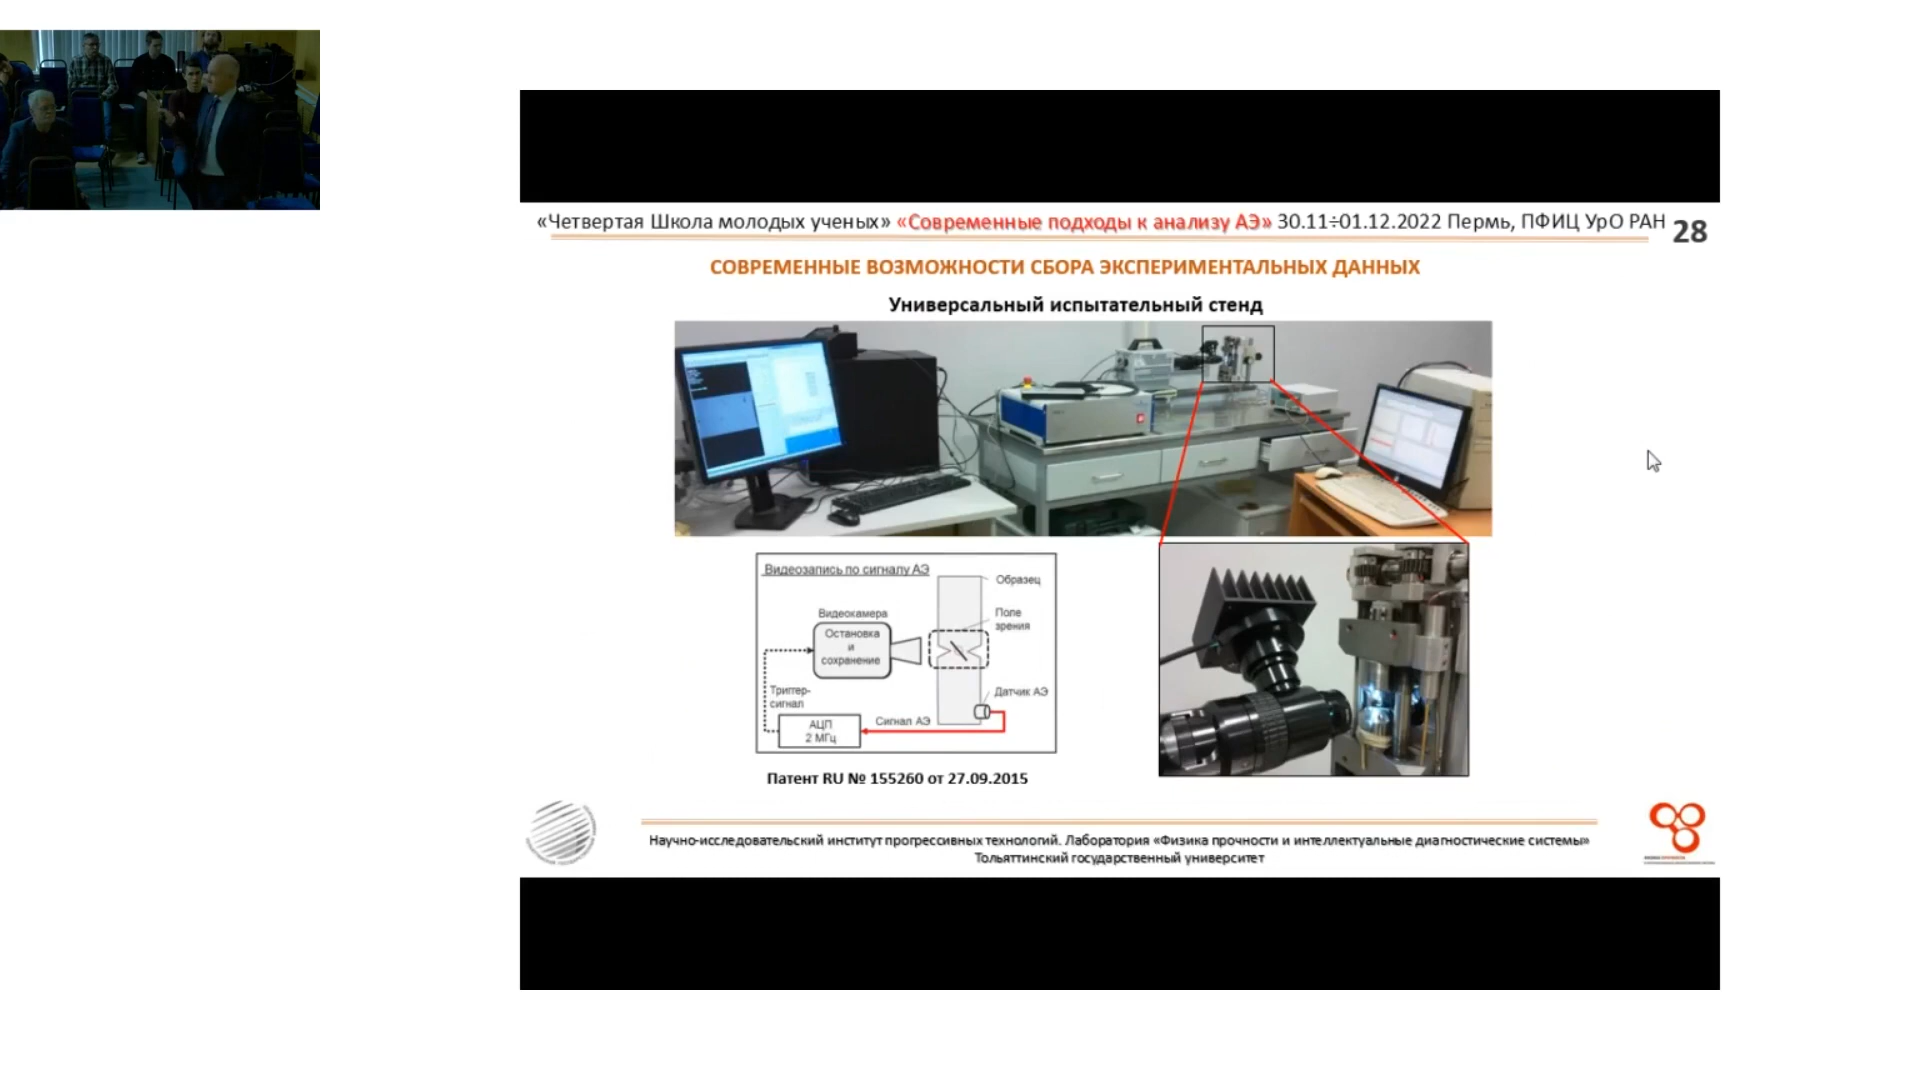 «Четвертая Школа молодых ученых» «Современные подходы к анализу АЭ» 30.11÷01.12.2022 Пермь, ПФИЦ УрО РАН
28
СОВРЕМЕННЫЕ ВОЗМОЖНОСТИ СБОРА ЭКСПЕРИМЕНТАЛЬНЫХ ДАННЫХ
Универсальный испытательный стенд
Видеозапись по сигналу АЭ
Образец
Видеокамера
Поле
зрения
Остановка
и
сохранение
Триггер-
сигнал
Датчик АЭ
АЦП
2 МГц
Сигнал АЭ
Патент RU № 155260 от 27.09.2015
Научно-исследовательский институт прогрессивных технологий. Лаборатория «Физика прочности и интеллектуальные диагностические системы»
Тольяттинский государственный университет